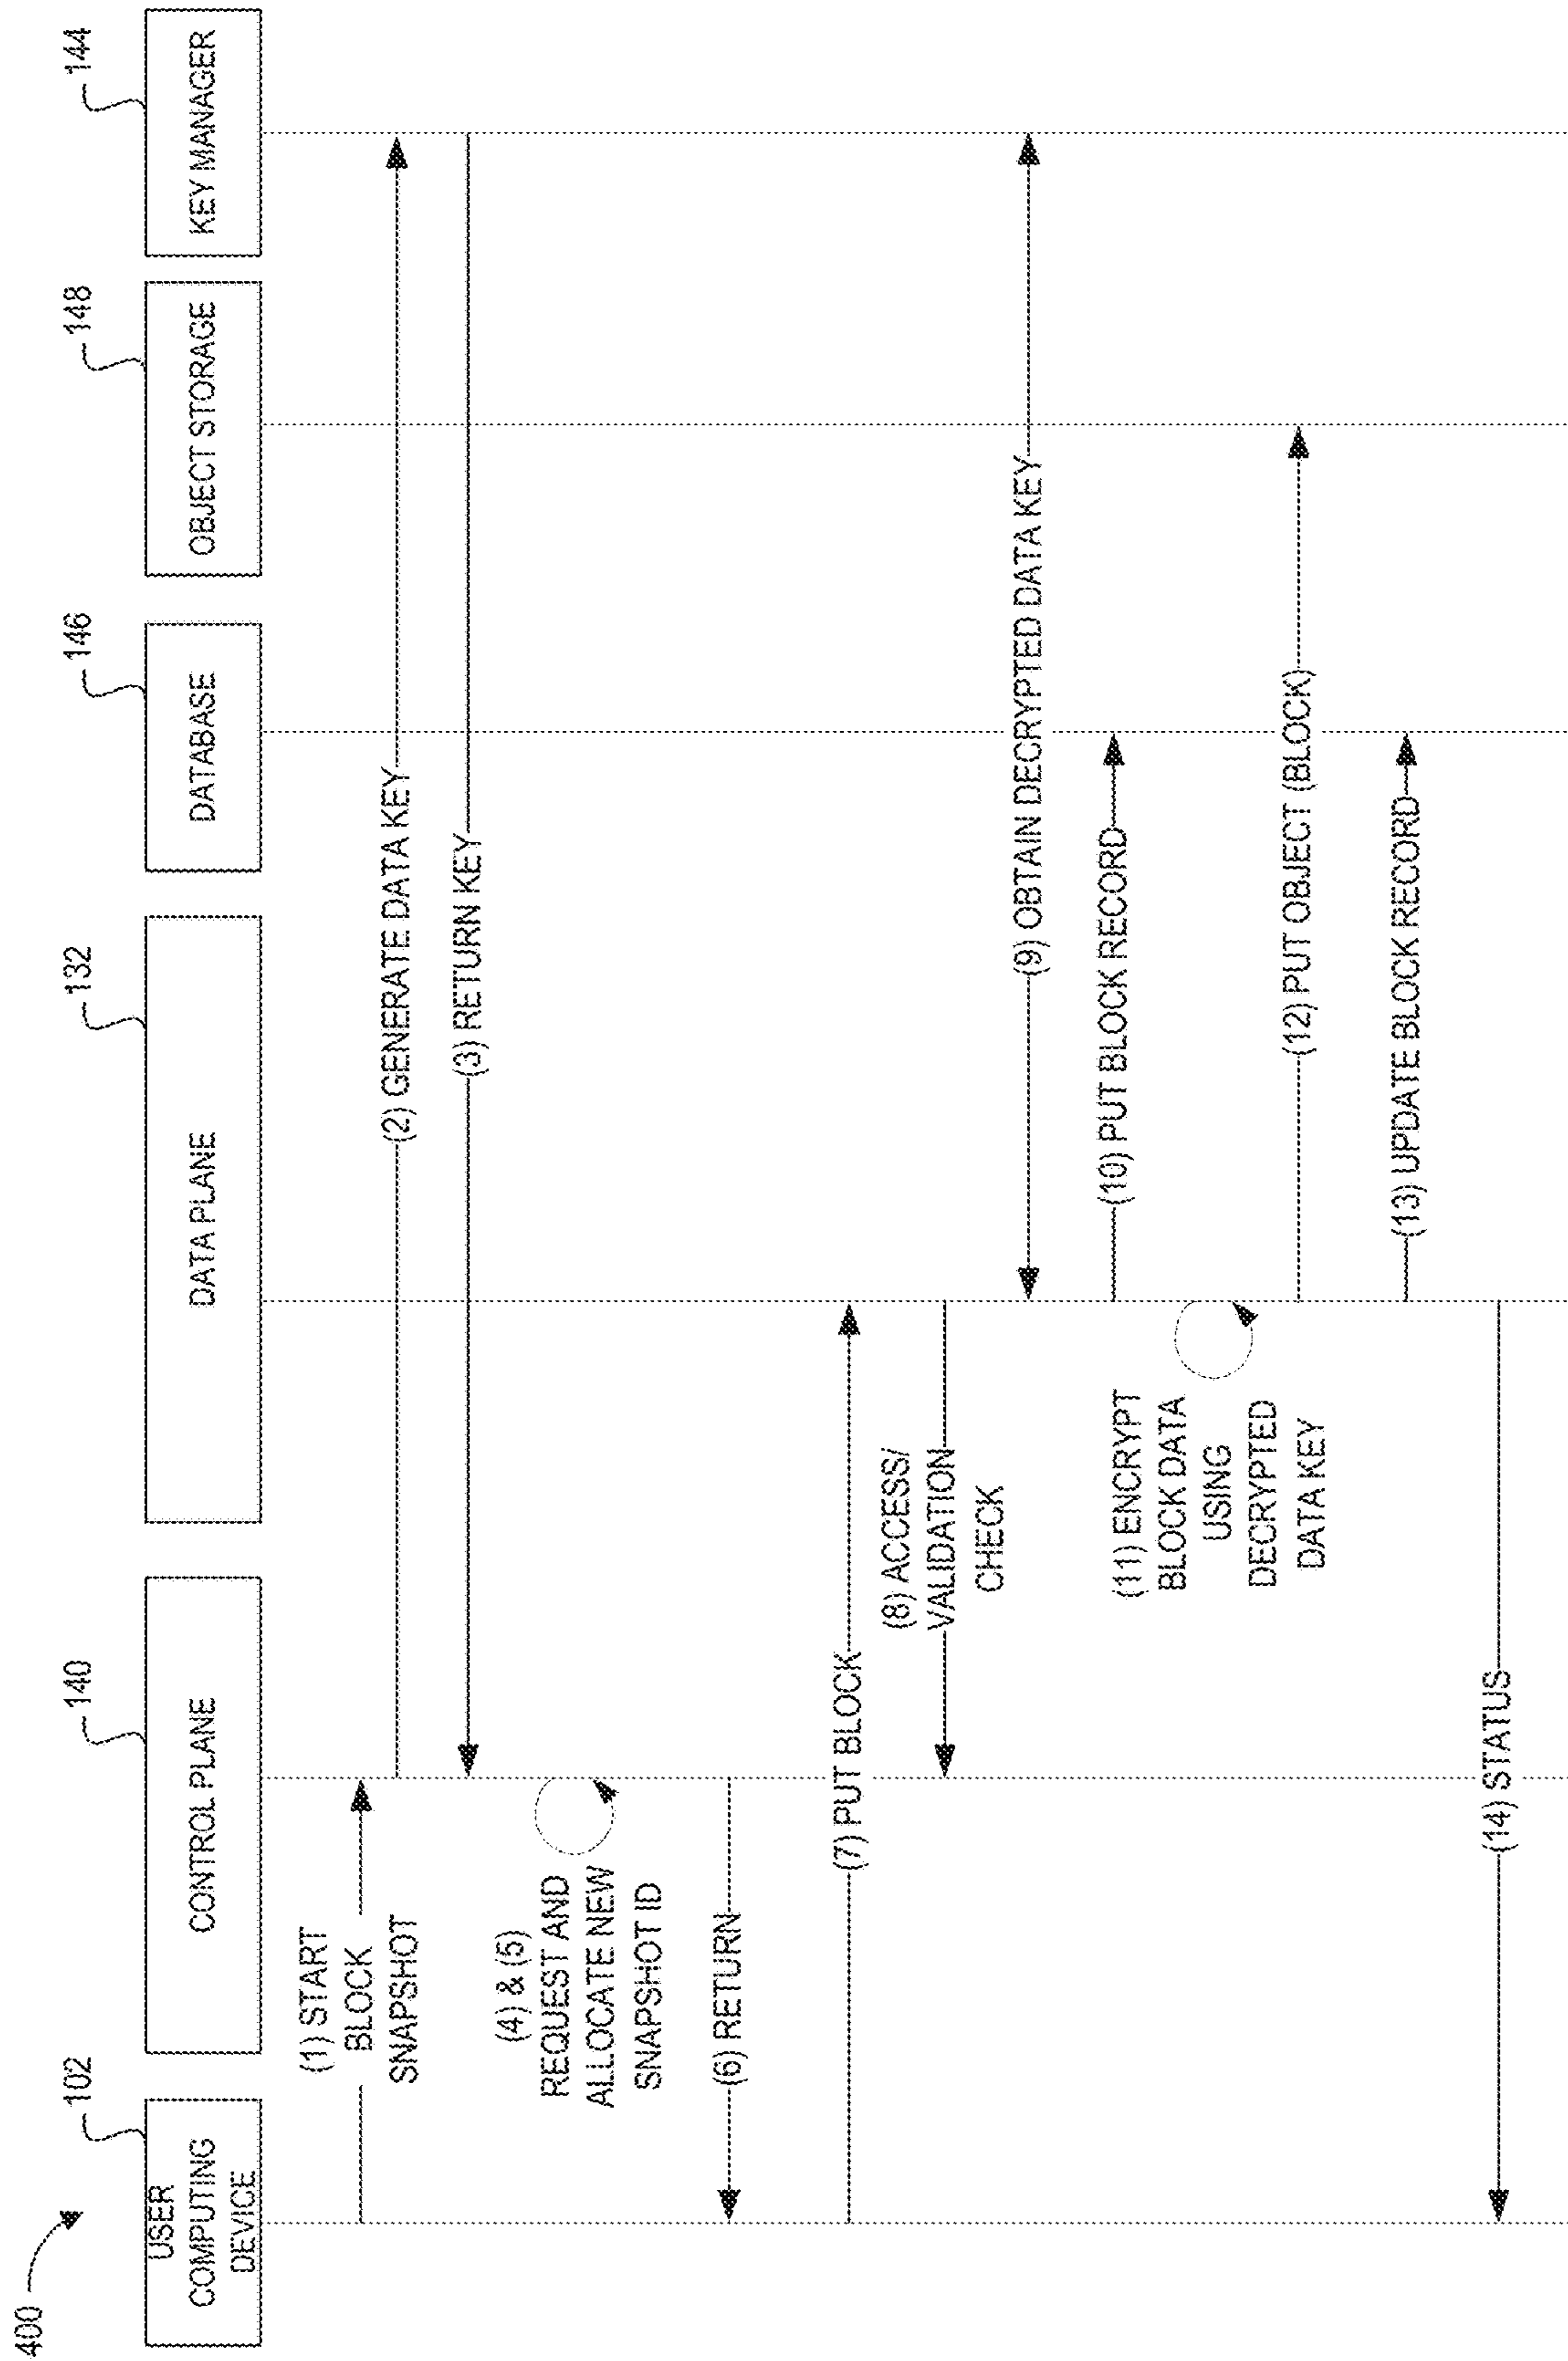 400
102
140
132
146
148
144
USER
COMPUTING
DEVICE
CONTROL PLANE
DATA PLANE
DATABASE
OBJECT STORAGE
KEY MANAGER
(1) START
BLOCK
SNAPSHOT
(2) GENERATE DATA KEY
(3) RETURN KEY
(4) & (5)
REQUEST AND
ALLOCATE NEW
SNAPSHOT ID
(6) RETURN
(7) PUT BLOCK
(8) ACCESS/
VALIDATION
CHECK
(9) OBTAIN DECRYPTED DATA KEY
(10) PUT BLOCK RECORD
(11) ENCRYPT
BLOCK DATA
USING
DECRYPTED
DATA KEY
(12) PUT OBJECT (BLOCK)
(13) UPDATE BLOCK RECORD
(14) STATUS